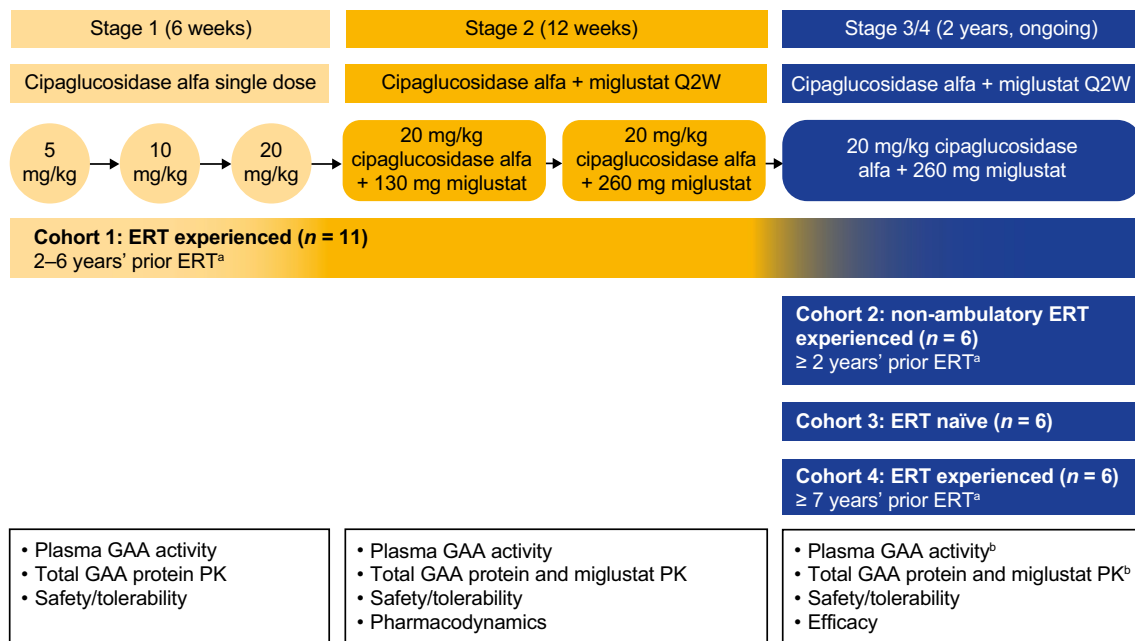 Stage 1 (6 weeks)
Stage 2 (12 weeks)
Stage 3/4 (2 years, ongoing)
Cipaglucosidase alfa single dose
Cipaglucosidase alfa + miglustat Q2W
Cipaglucosidase alfa + miglustat Q2W
5
mg/kg
10
mg/kg
20
mg/kg
20 mg/kg
cipaglucosidase alfa
+ 130 mg miglustat
20 mg/kg
cipaglucosidase alfa
+ 260 mg miglustat
20 mg/kg cipaglucosidase
alfa + 260 mg miglustat
Cohort 1: ERT experienced (n = 11)
2–6 years' prior ERTᵃ
Cohort 2: non-ambulatory ERT
experienced (n = 6)
≥ 2 years' prior ERTᵃ
Cohort 3: ERT naïve (n = 6)
Cohort 4: ERT experienced (n = 6)
≥ 7 years' prior ERTᵃ
• Plasma GAA activity
• Total GAA protein PK
• Safety/tolerability
• Plasma GAA activity
• Total GAA protein and miglustat PK
• Safety/tolerability
• Pharmacodynamics
• Plasma GAA activityᵇ
• Total GAA protein and miglustat PKᵇ
• Safety/tolerability
• Efficacy